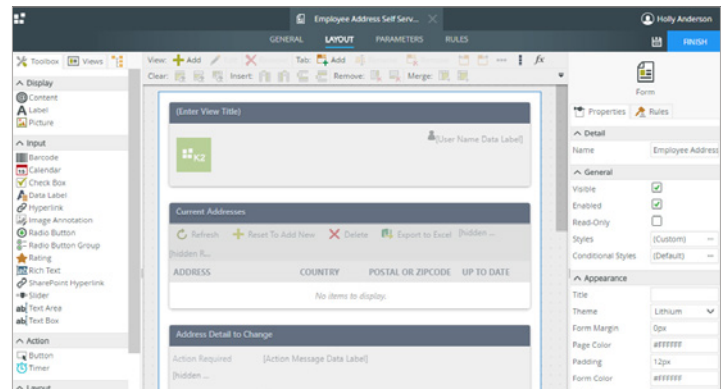 Employee Address Self Serv...
Holly Anderson
GENERAL LAYOUT PARAMETERS RULES
FINISH
Toolbox Views
View: Add Tab: Add fx
Clear: Insert: Remove: Merge:
Display
Content
Label
Picture
Input
Barcode
Calendar
Check Box
Data Label
Hyperlink
Image Annotation
Radio Button
Radio Button Group
Rating
Rich Text
SharePoint Hyperlink
Slider
Text Area
Text Box
Action
Button
Timer
Layout
(Enter View Title)
K2
[User Name Data Label]
Current Addresses
Refresh Reset To Add New Delete Export to Excel [hidden ...
[hidden R...
ADDRESS COUNTRY POSTAL OR ZIPCODE UP TO DATE
No items to display.
Address Detail to Change
Action Required [Action Message Data Label]
[hidden ...
Form
Properties Rules
Detail
Name Employee Address
General
Visible
Enabled
Read-Only
Styles (Custom) ...
Conditional Styles (Default) ...
Appearance
Title
Theme Lithium
Form Margin 0px
Page Color #FFFFFF
Padding 12px
Form Color #FFFFFF